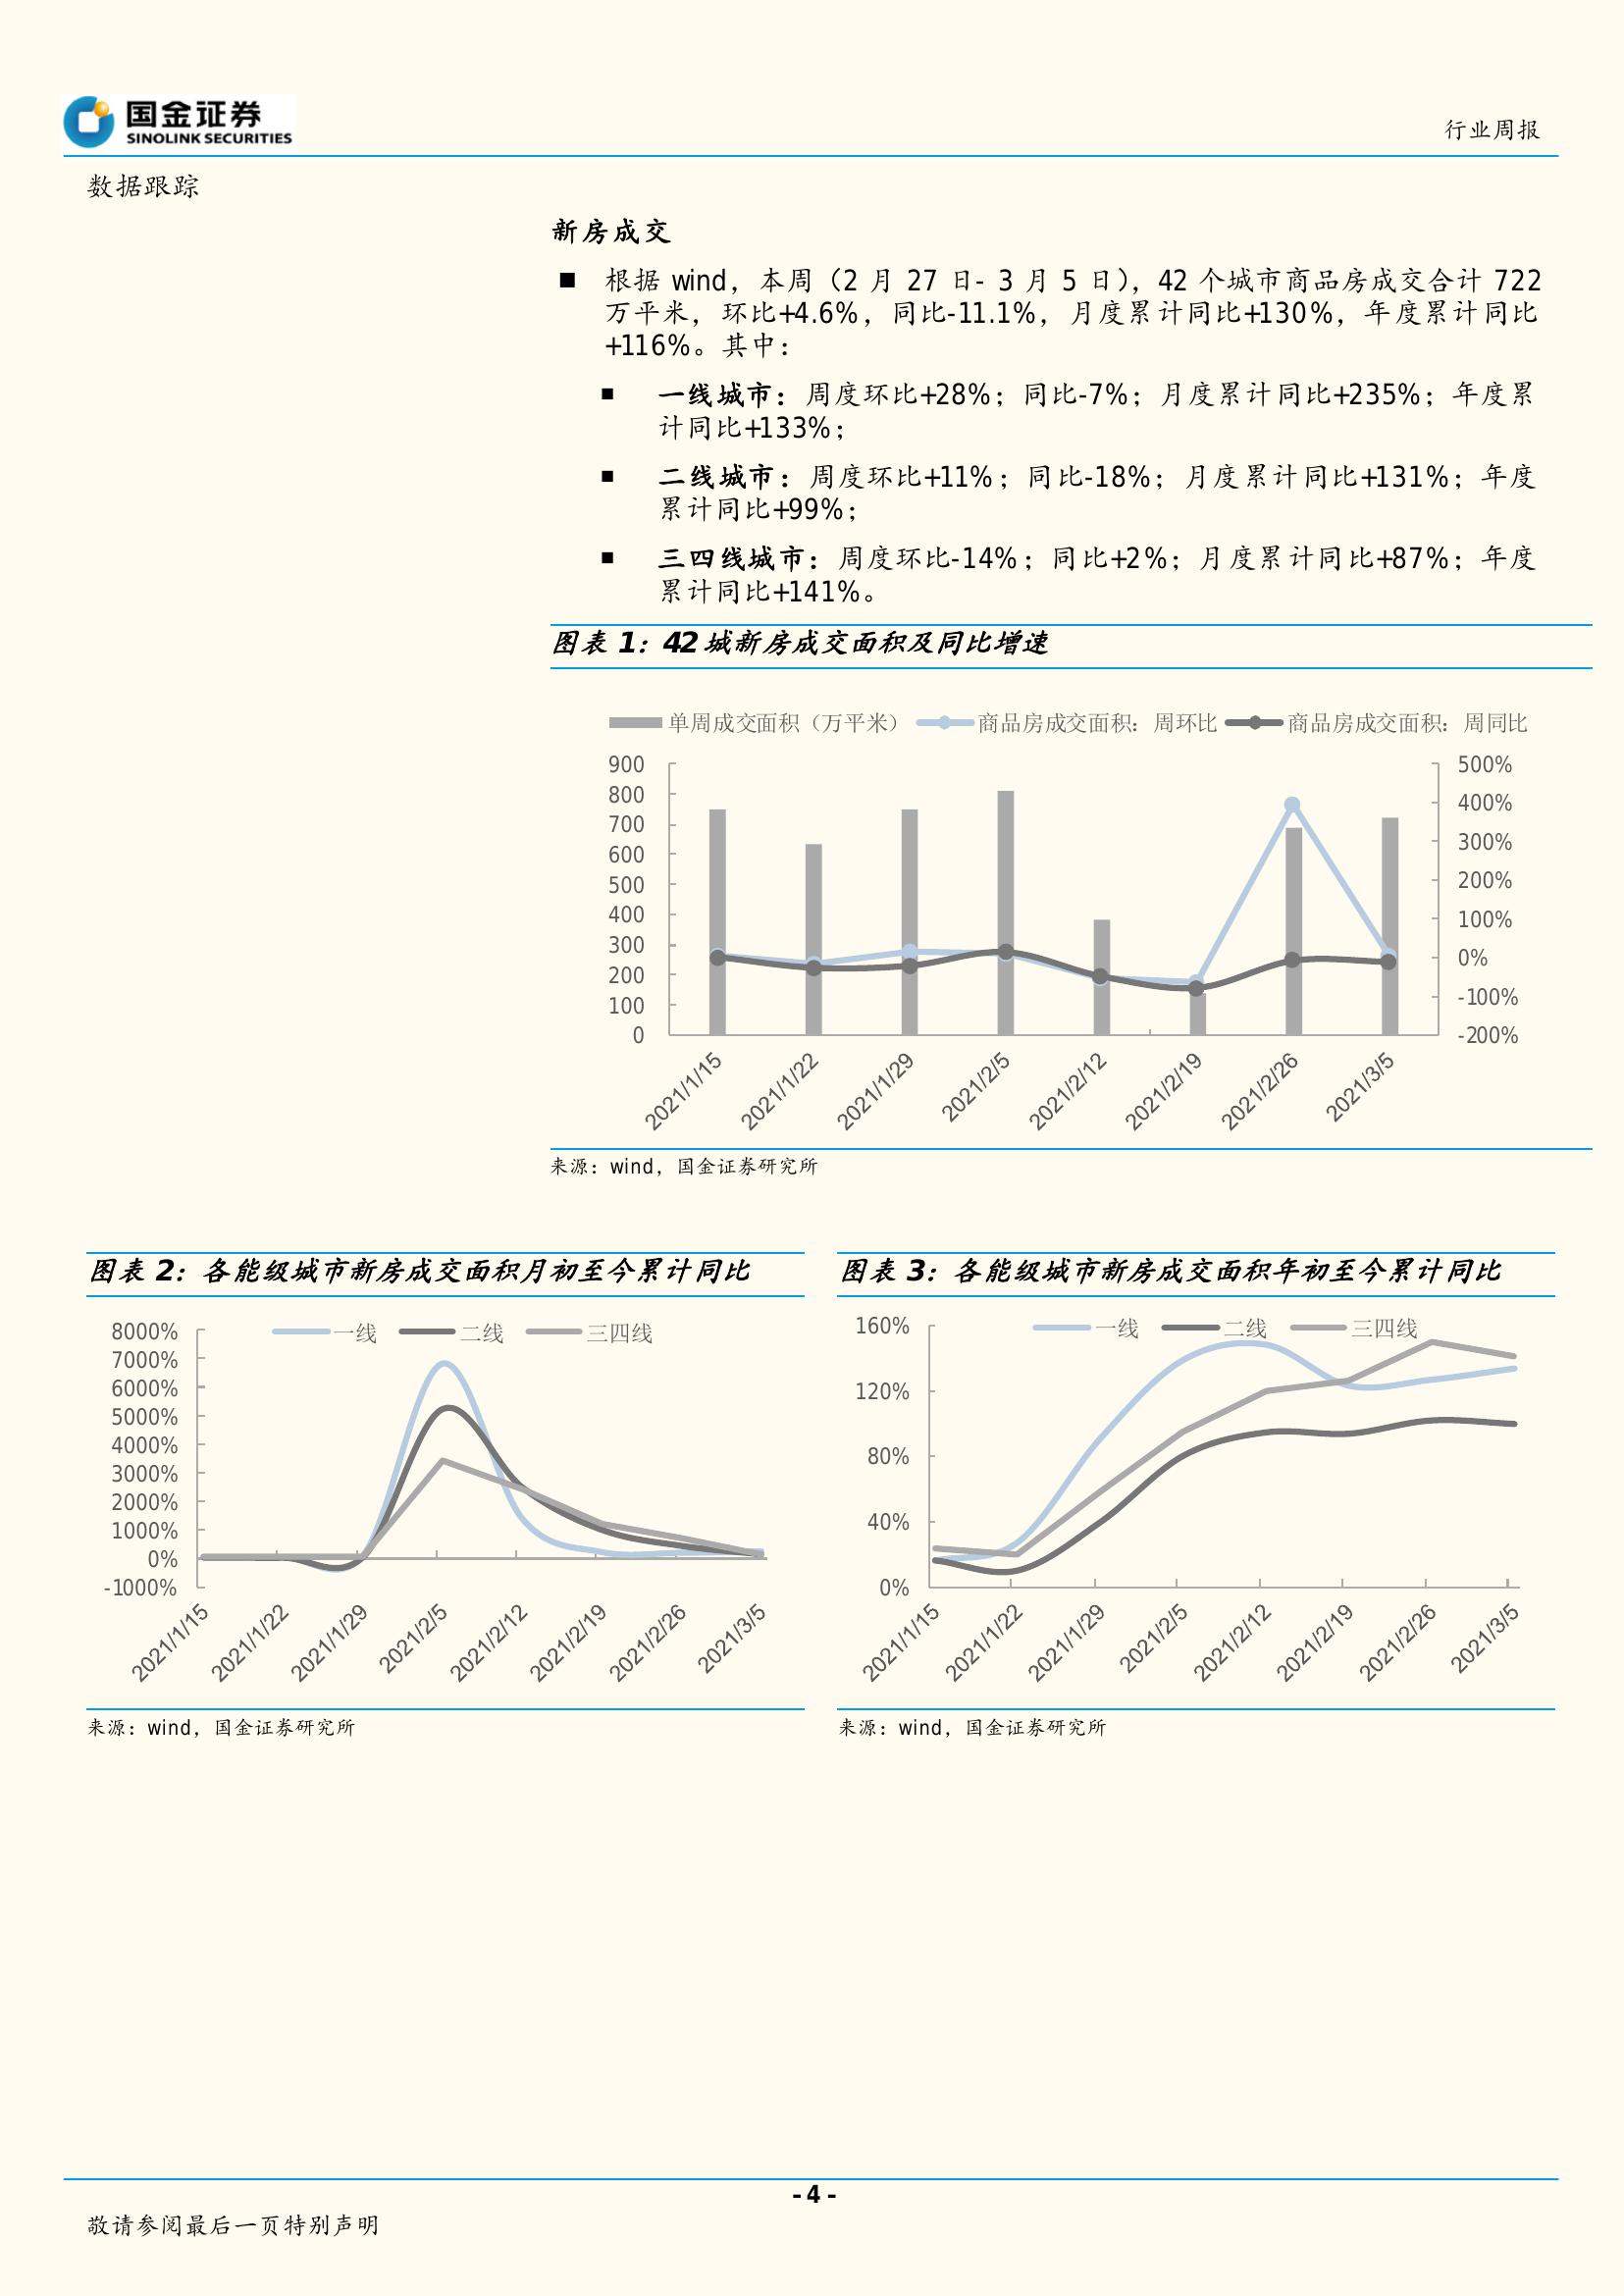 国金证券
SINOLINK SECURITIES
行业周报
数据跟踪
新房成交
■ 根据 wind，本周（2 月 27 日- 3 月 5 日），42 个城市商品房成交合计 722
万平米，环比+4.6%，同比-11.1%，月度累计同比+130%，年度累计同比
+116%。其中：
■ 一线城市：周度环比+28%；同比-7%；月度累计同比+235%；年度累
计同比+133%；
■ 二线城市：周度环比+11%；同比-18%；月度累计同比+131%；年度
累计同比+99%；
■ 三四线城市：周度环比-14%；同比+2%；月度累计同比+87%；年度
累计同比+141%。
图表 1：42 城新房成交面积及同比增速
单周成交面积（万平米） 商品房成交面积：周环比 商品房成交面积：周同比
900 500%
800 400%
700 300%
600 200%
500 100%
400 0%
300 -100%
200 -200%
100
0
2021/1/15 2021/1/22 2021/1/29 2021/2/5 2021/2/12 2021/2/19 2021/2/26 2021/3/5
来源：wind，国金证券研究所
图表 2：各能级城市新房成交面积月初至今累计同比
一线 二线 三四线
8000%
7000%
6000%
5000%
4000%
3000%
2000%
1000%
0%
-1000%
2021/1/15 2021/1/22 2021/1/29 2021/2/5 2021/2/12 2021/2/19 2021/2/26 2021/3/5
来源：wind，国金证券研究所
图表 3：各能级城市新房成交面积年初至今累计同比
一线 二线 三四线
160%
120%
80%
40%
0%
2021/1/15 2021/1/22 2021/1/29 2021/2/5 2021/2/12 2021/2/19 2021/2/26 2021/3/5
来源：wind，国金证券研究所
- 4 -
敬请参阅最后一页特别声明